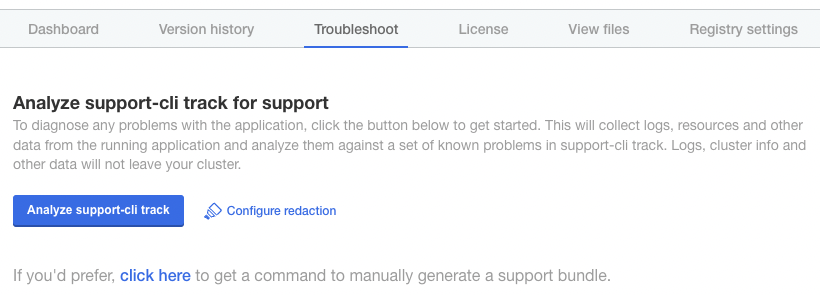 Dashboard Version history Troubleshoot License View files Registry settings
Analyze support-cli track for support
To diagnose any problems with the application, click the button below to get started. This will collect logs, resources and other
data from the running application and analyze them against a set of known problems in support-cli track. Logs, cluster info and
other data will not leave your cluster.
Analyze support-cli track Configure redaction
If you'd prefer, click here to get a command to manually generate a support bundle.